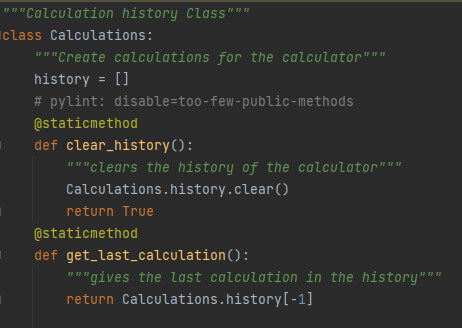 """Calculation history Class"""
class Calculations:
    """Create calculations for the calculator"""
    history = []
    # pylint: disable=too-few-public-methods
    @staticmethod
    def clear_history():
        """clears the history of the calculator"""
        Calculations.history.clear()
        return True
    @staticmethod
    def get_last_calculation():
        """gives the last calculation in the history"""
        return Calculations.history[-1]